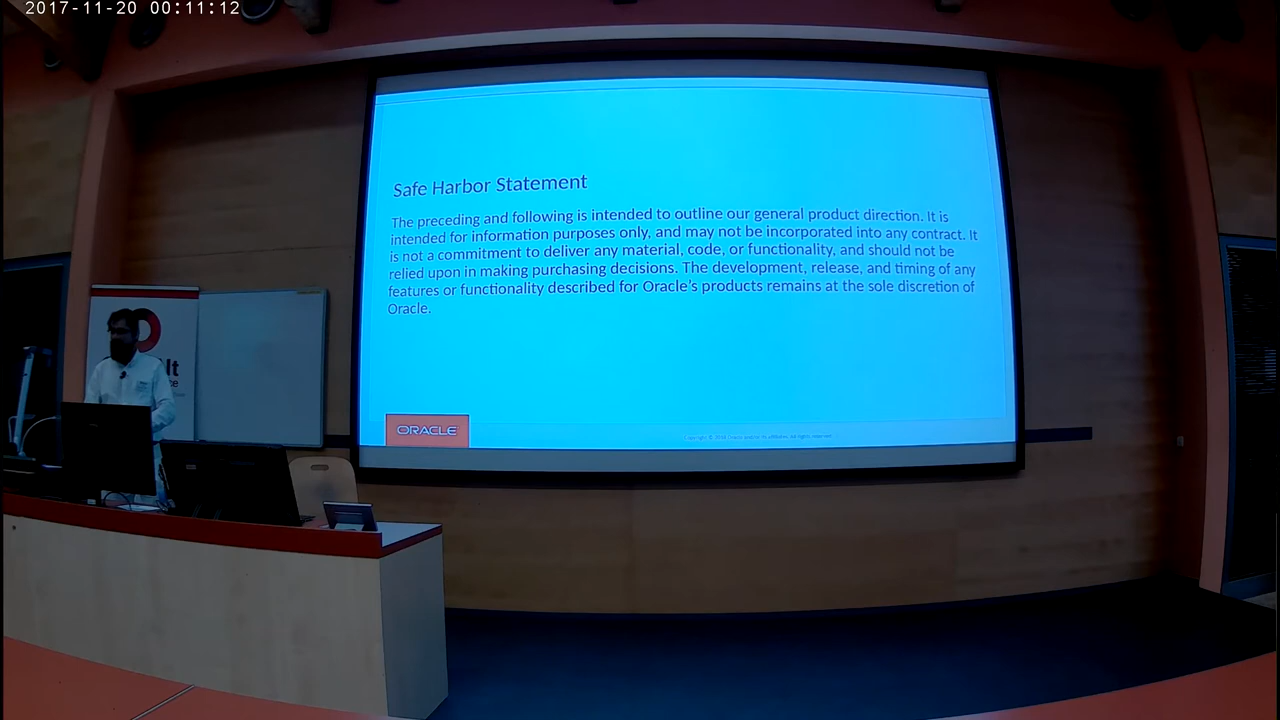 2017-11-20 00:11:12
Safe Harbor Statement
The preceding and following is intended to outline our general product direction. It is
intended for information purposes only, and may not be incorporated into any contract. It
is not a commitment to deliver any material, code, or functionality, and should not be
relied upon in making purchasing decisions. The development, release, and timing of any
features or functionality described for Oracle's products remains at the sole discretion of
Oracle.
ORACLE